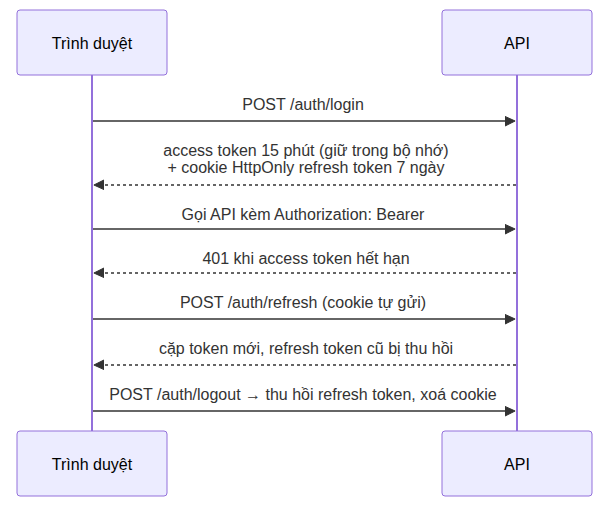 Trình duyệt
API
POST /auth/login
access token 15 phút (giữ trong bộ nhớ)
+ cookie HttpOnly refresh token 7 ngày
Gọi API kèm Authorization: Bearer
401 khi access token hết hạn
POST /auth/refresh (cookie tự gửi)
cặp token mới, refresh token cũ bị thu hồi
POST /auth/logout → thu hồi refresh token, xoá cookie
Trình duyệt
API